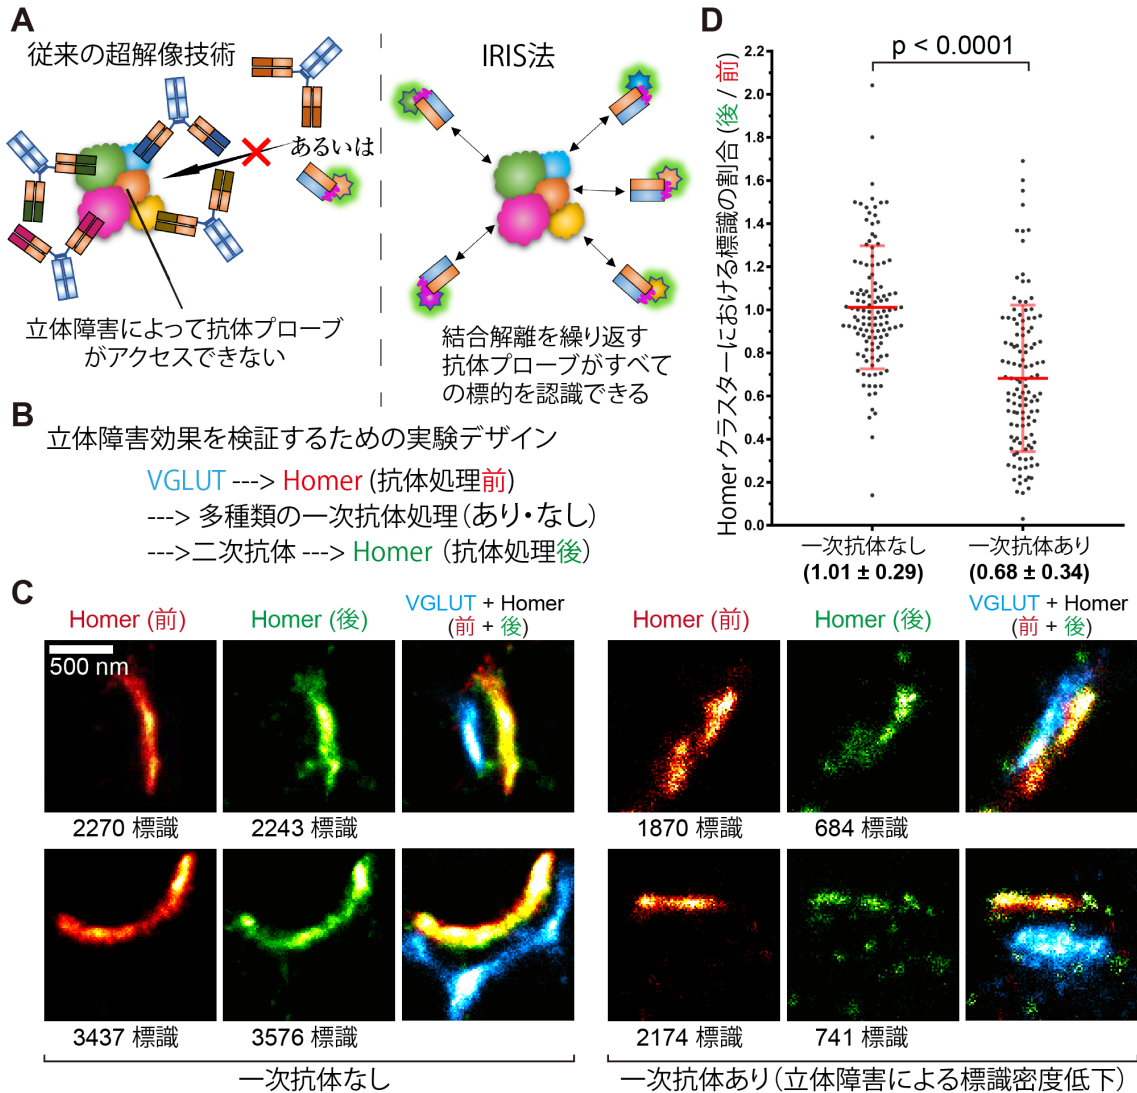 A
従来の超解像技術
IRIS法
あるいは
立体障害によって抗体プローブ
がアクセスできない
結合解離を繰り返す
抗体プローブがすべて
の標的を認識できる
B
立体障害効果を検証するための実験デザイン
VGLUT ---> Homer (抗体処理前)
---> 多種類の一次抗体処理(あり・なし)
--->二次抗体 ---> Homer (抗体処理後)
D
p < 0.0001
Homer クラスターにおける標識の割合 (後 / 前)
2.2
2.0
1.8
1.6
1.4
1.2
1.0
0.8
0.6
0.4
0.2
0.0
一次抗体なし
(1.01 ± 0.29)
一次抗体あり
(0.68 ± 0.34)
C
Homer (前)
Homer (後)
VGLUT + Homer
(前 + 後)
Homer (前)
Homer (後)
VGLUT + Homer
(前 + 後)
500 nm
2270 標識
2243 標識
1870 標識
684 標識
3437 標識
3576 標識
2174 標識
741 標識
一次抗体なし
一次抗体あり(立体障害による標識密度低下)